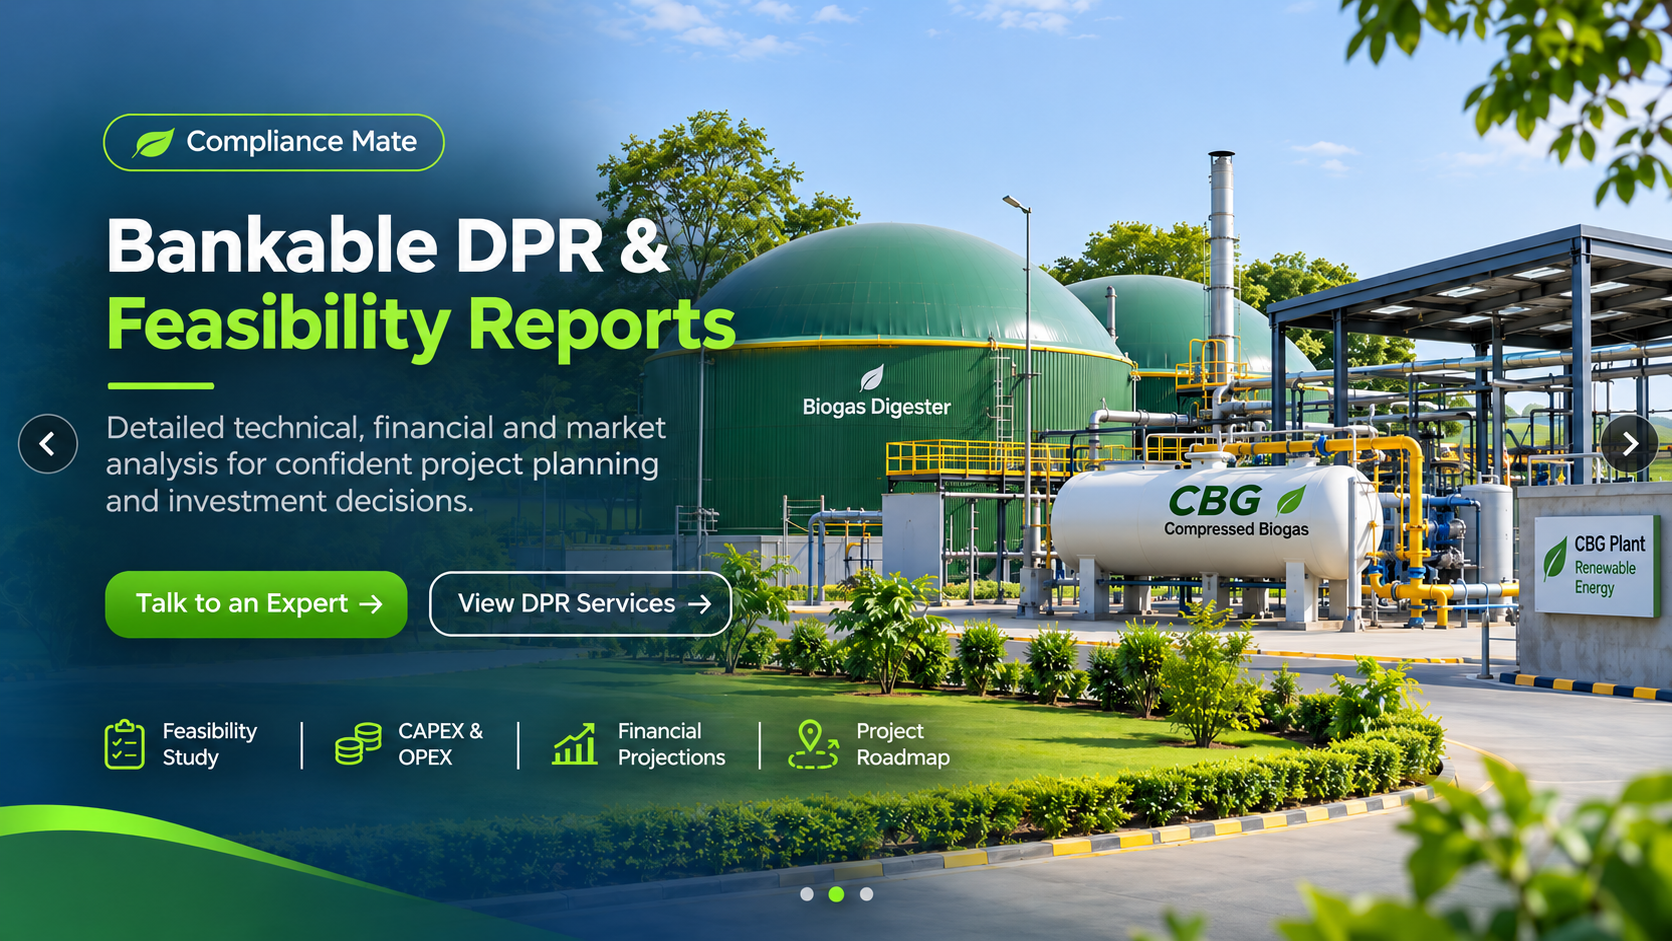 Compliance Mate
Bankable DPR &
Feasibility Reports
Detailed technical, financial and market
analysis for confident project planning
and investment decisions.
Talk to an Expert →
View DPR Services →
Feasibility
Study
CAPEX &
OPEX
Financial
Projections
Project
Roadmap
Biogas Digester
CBG
Compressed Biogas
CBG Plant
Renewable
Energy